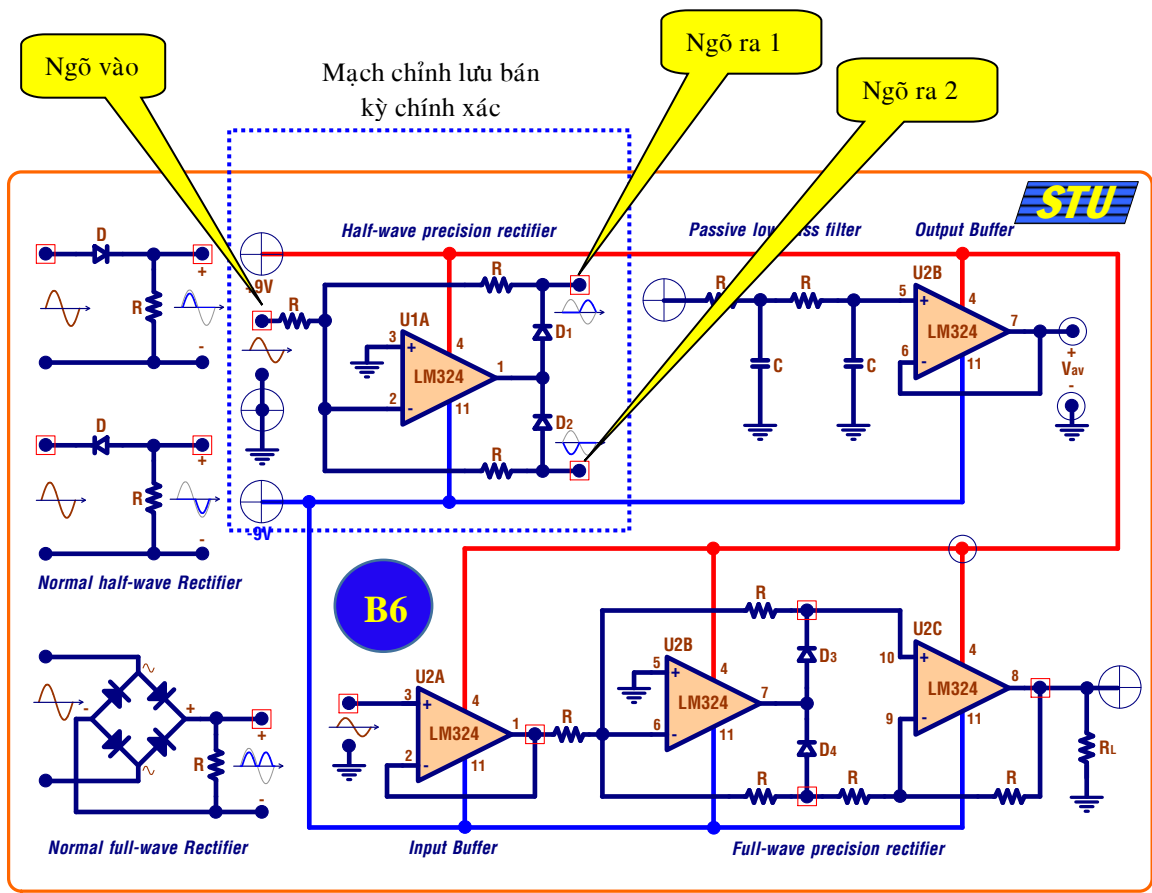 Ngõ vào
Mạch chỉnh lưu bán
kỳ chính xác
Ngõ ra 1
Ngõ ra 2
STU
Half-wave precision rectifier
Passive low ss filter
Output Buffer
D
R
+
-
+9V
R
R
U1A
3
+
4
LM324
1
2
-
11
D1
D2
R
-9V
R
R
C
C
U2B
5
+
4
LM324
7
6
-
11
+
Vav
-
D
R
+
-
Normal half-wave Rectifier
B6
~
-
+
~
R
+
-
Normal full-wave Rectifier
U2A
3
+
4
LM324
1
2
-
11
Input Buffer
R
R
U2B
5
+
4
LM324
7
6
-
11
D3
D4
R
R
R
U2C
10
+
4
LM324
8
9
-
11
RL
Full-wave precision rectifier